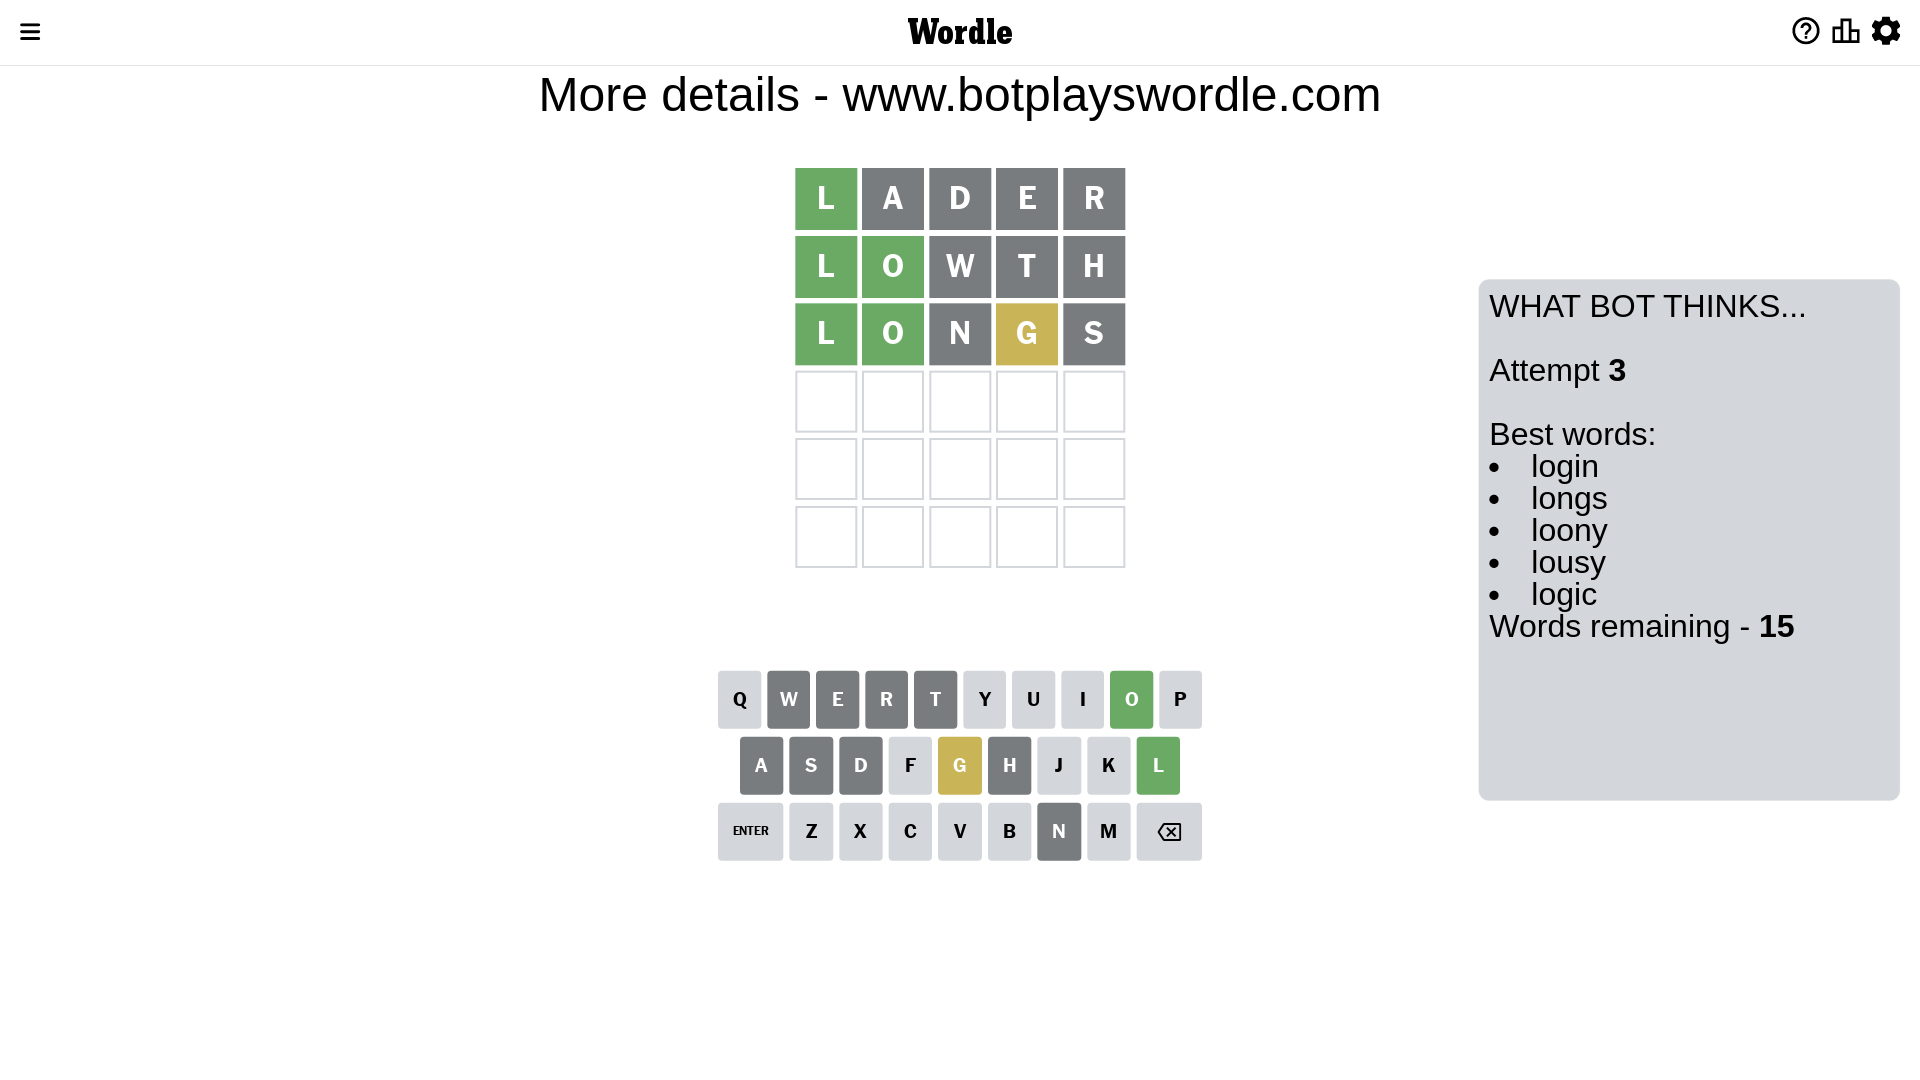 Wordle
More details - www.botplayswordle.com
L A D E R
L O W T H
L O N G S
WHAT BOT THINKS...
Attempt 3
Best words:
• login
• longs
• loony
• lousy
• logic
Words remaining - 15
Q W E R T Y U I O P
A S D F G H J K L
ENTER Z X C V B N M